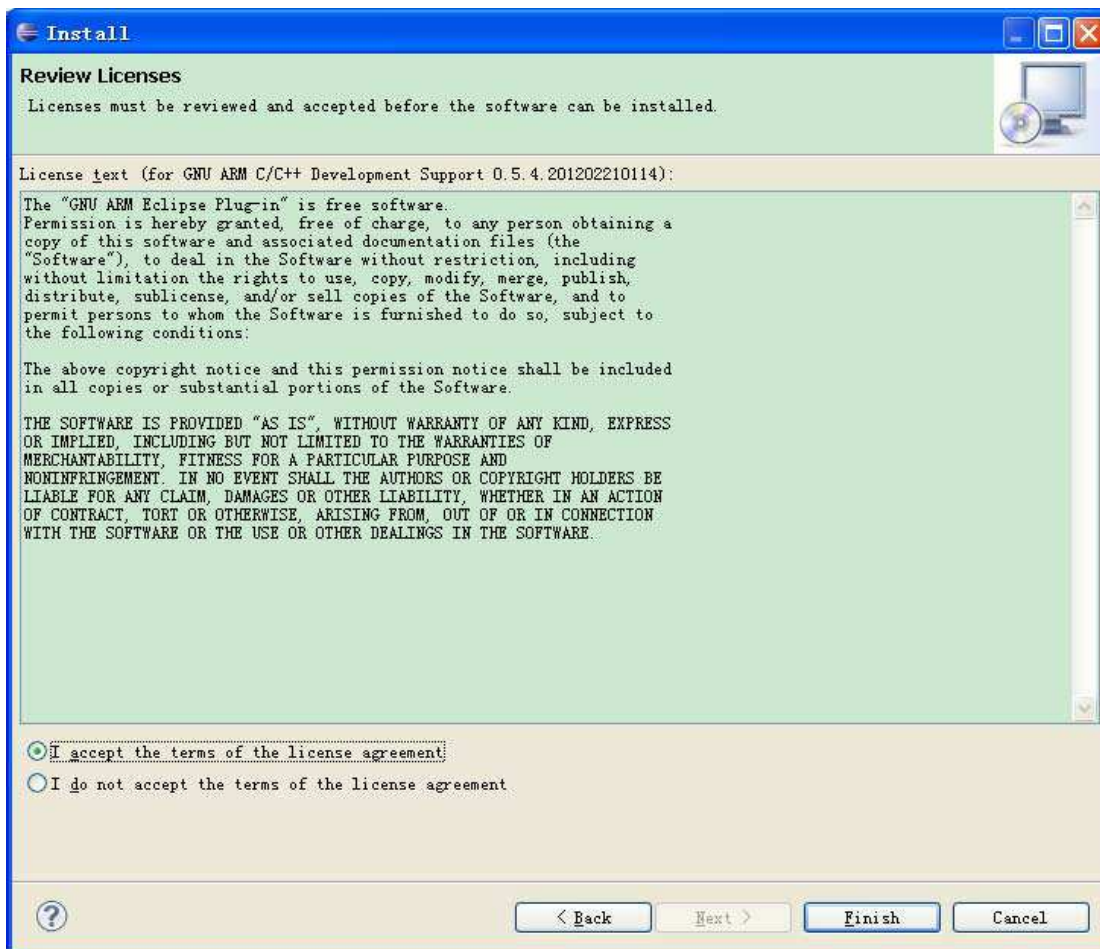 Install
Review Licenses
Licenses must be reviewed and accepted before the software can be installed.
License text (for GNU ARM C/C++ Development Support 0.5.4.201202210114):
The "GNU ARM Eclipse Plug-in" is free software.
Permission is hereby granted, free of charge, to any person obtaining a
copy of this software and associated documentation files (the
"Software"), to deal in the Software without restriction, including
without limitation the rights to use, copy, modify, merge, publish,
distribute, sublicense, and/or sell copies of the Software, and to
permit persons to whom the Software is furnished to do so, subject to
the following conditions:
The above copyright notice and this permission notice shall be included
in all copies or substantial portions of the Software.
THE SOFTWARE IS PROVIDED "AS IS", WITHOUT WARRANTY OF ANY KIND, EXPRESS
OR IMPLIED, INCLUDING BUT NOT LIMITED TO THE WARRANTIES OF
MERCHANTABILITY, FITNESS FOR A PARTICULAR PURPOSE AND
NONINFRINGEMENT. IN NO EVENT SHALL THE AUTHORS OR COPYRIGHT HOLDERS BE
LIABLE FOR ANY CLAIM, DAMAGES OR OTHER LIABILITY, WHETHER IN AN ACTION
OF CONTRACT, TORT OR OTHERWISE, ARISING FROM, OUT OF OR IN CONNECTION
WITH THE SOFTWARE OR THE USE OR OTHER DEALINGS IN THE SOFTWARE.
I accept the terms of the license agreement
I do not accept the terms of the license agreement
? < Back Next > Finish Cancel